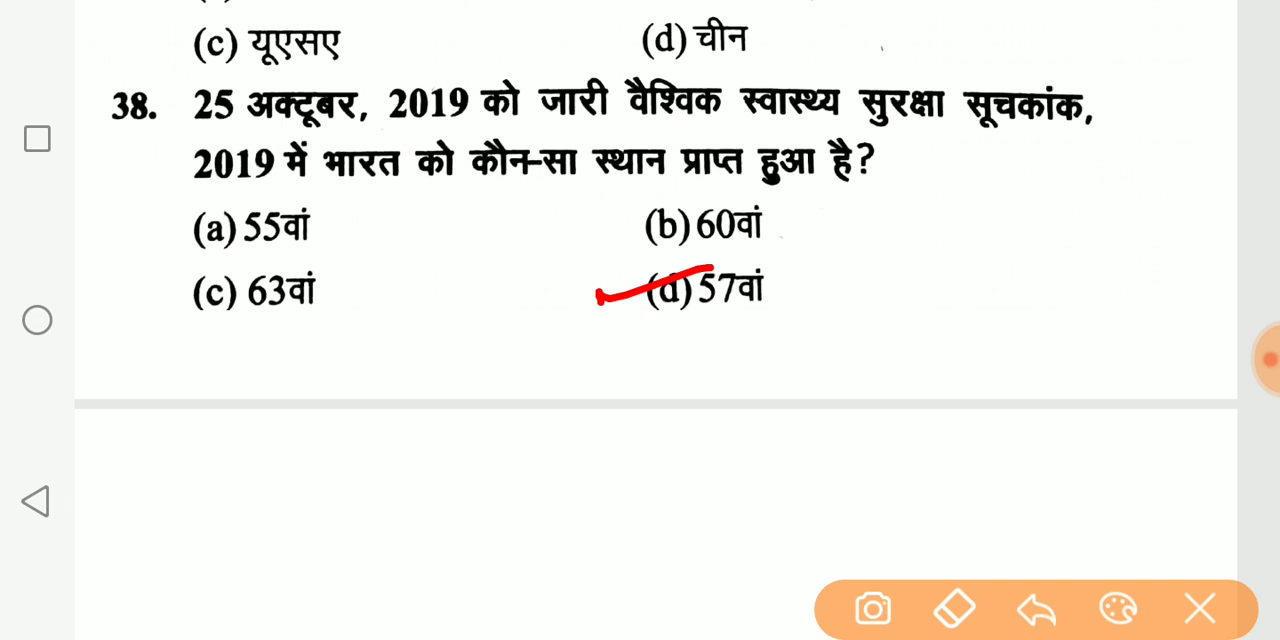 (c) यूएसए (d) चीन
38. 25 अक्टूबर, 2019 को जारी वैश्विक स्वास्थ्य सुरक्षा सूचकांक,
2019 में भारत को कौन-सा स्थान प्राप्त हुआ है?
(a) 55वां (b) 60वां
(c) 63वां (d) 57वां